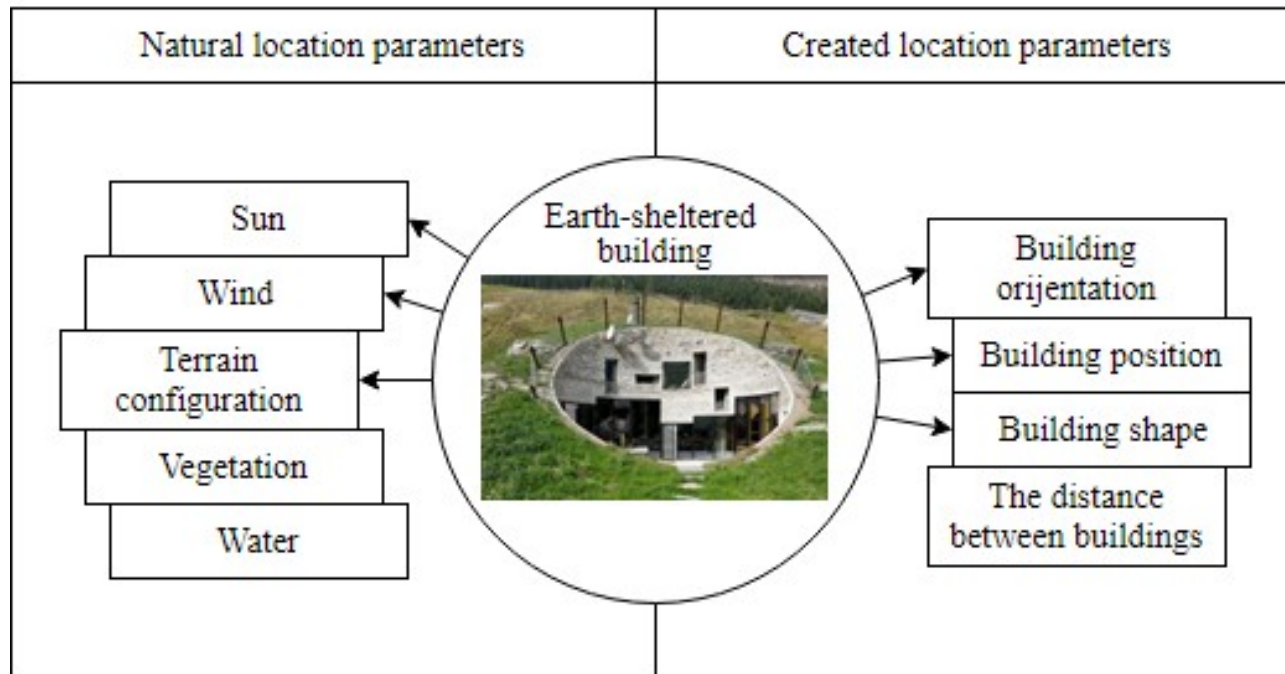 Natural location parameters
Created location parameters
Earth-sheltered
building
Sun
Wind
Terrain
configuration
Vegetation
Water
Building
orijentation
Building position
Building shape
The distance
between buildings